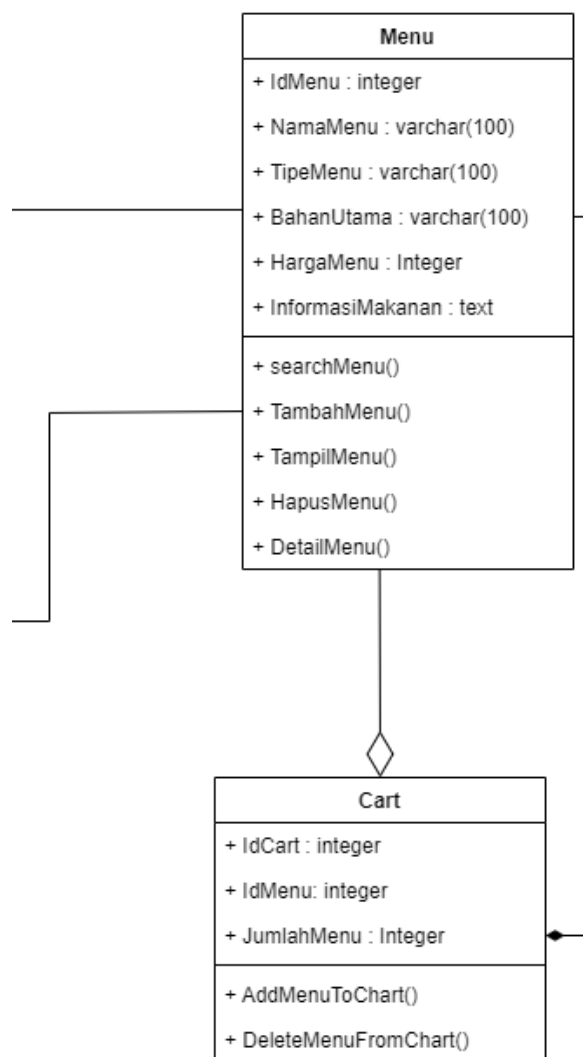 Menu
+ IdMenu : integer
+ NamaMenu : varchar(100)
+ TipeMenu : varchar(100)
+ BahanUtama : varchar(100)
+ HargaMenu : Integer
+ InformasiMakanan : text
+ searchMenu()
+ TambahMenu()
+ TampilMenu()
+ HapusMenu()
+ DetailMenu()
Cart
+ IdCart : integer
+ IdMenu: integer
+ JumlahMenu : Integer
+ AddMenuToChart()
+ DeleteMenuFromChart()